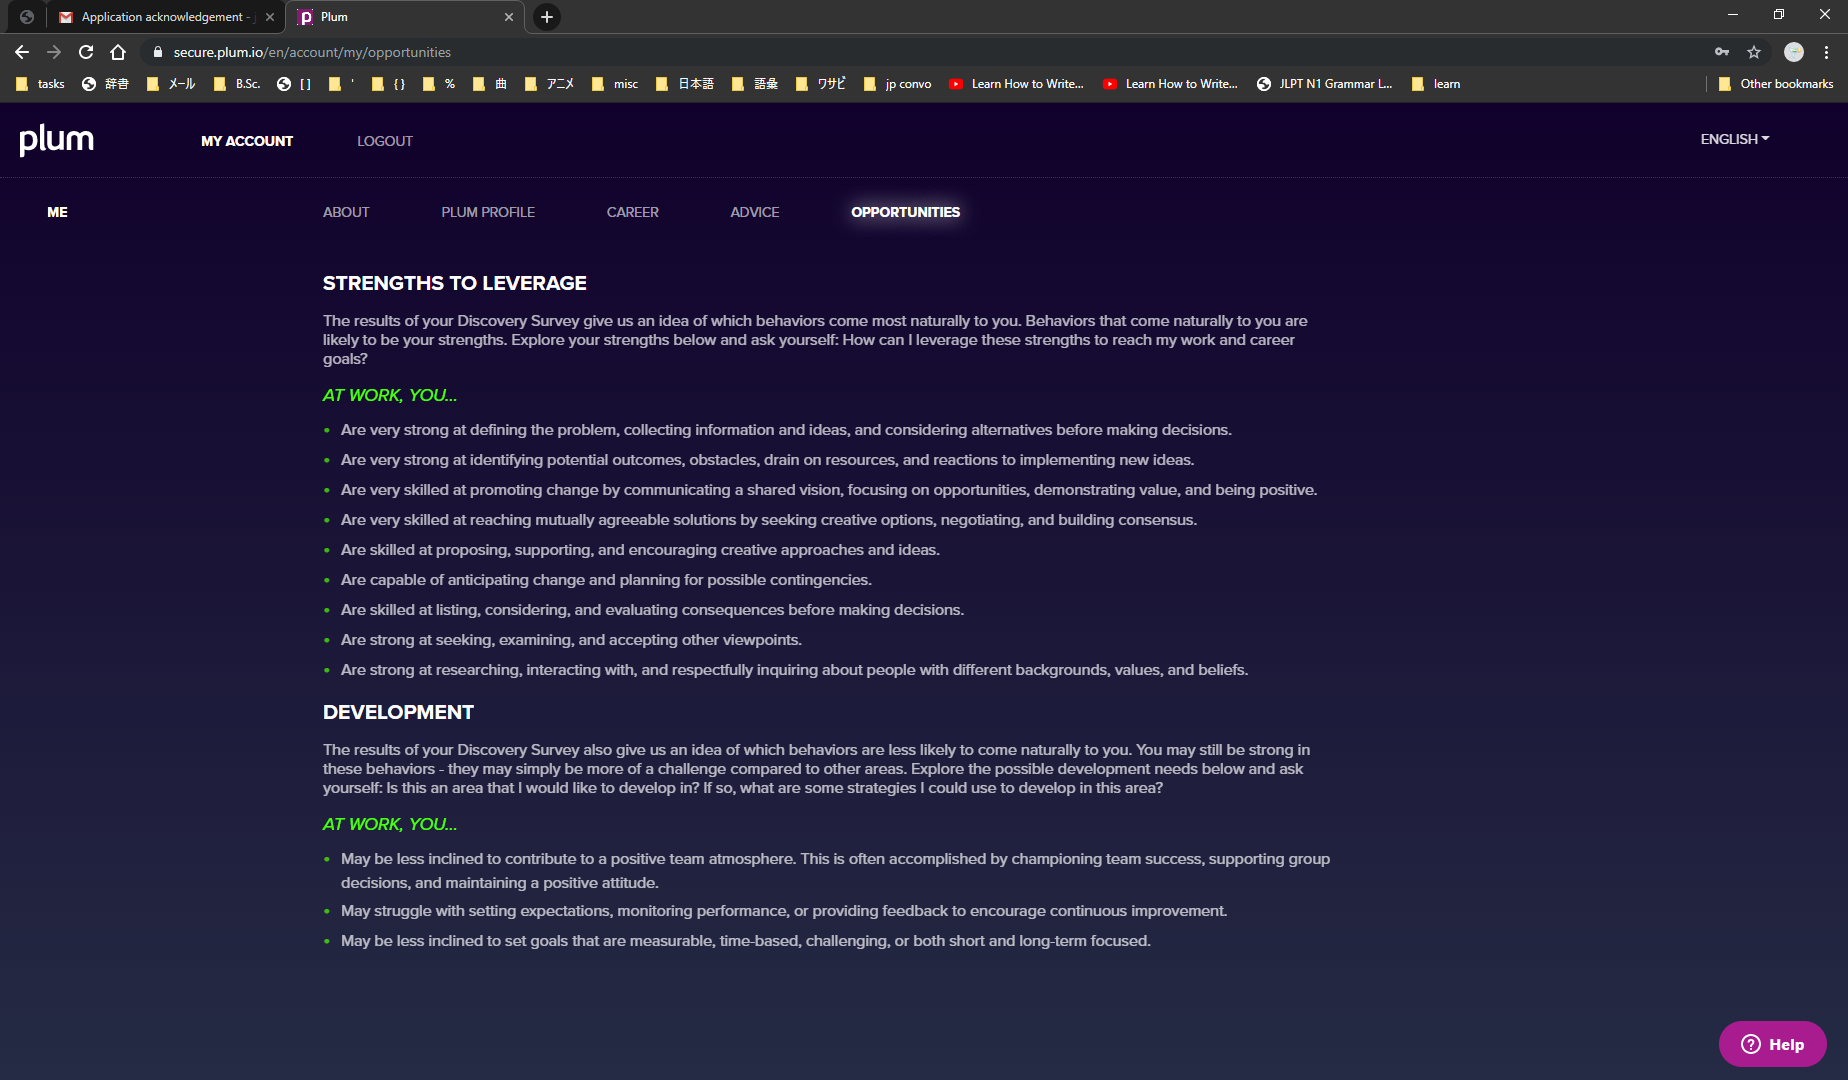 Application acknowledgement - j
Plum
secure.plum.io/en/account/my/opportunities
tasks
辞書
メール
B.Sc.
[ ]
'
{ }
%
曲
アニメ
misc
日本語
語彙
ワサビ
jp convo
Learn How to Write...
Learn How to Write...
JLPT N1 Grammar L...
learn
Other bookmarks
plum
MY ACCOUNT
LOGOUT
ENGLISH
ME
ABOUT
PLUM PROFILE
CAREER
ADVICE
OPPORTUNITIES
STRENGTHS TO LEVERAGE
The results of your Discovery Survey give us an idea of which behaviors come most naturally to you. Behaviors that come naturally to you are
likely to be your strengths. Explore your strengths below and ask yourself: How can I leverage these strengths to reach my work and career
goals?
AT WORK, YOU...
• Are very strong at defining the problem, collecting information and ideas, and considering alternatives before making decisions.
• Are very strong at identifying potential outcomes, obstacles, drain on resources, and reactions to implementing new ideas.
• Are very skilled at promoting change by communicating a shared vision, focusing on opportunities, demonstrating value, and being positive.
• Are very skilled at reaching mutually agreeable solutions by seeking creative options, negotiating, and building consensus.
• Are skilled at proposing, supporting, and encouraging creative approaches and ideas.
• Are capable of anticipating change and planning for possible contingencies.
• Are skilled at listing, considering, and evaluating consequences before making decisions.
• Are strong at seeking, examining, and accepting other viewpoints.
• Are strong at researching, interacting with, and respectfully inquiring about people with different backgrounds, values, and beliefs.
DEVELOPMENT
The results of your Discovery Survey also give us an idea of which behaviors are less likely to come naturally to you. You may still be strong in
these behaviors - they may simply be more of a challenge compared to other areas. Explore the possible development needs below and ask
yourself: Is this an area that I would like to develop in? If so, what are some strategies I could use to develop in this area?
AT WORK, YOU...
• May be less inclined to contribute to a positive team atmosphere. This is often accomplished by championing team success, supporting group
decisions, and maintaining a positive attitude.
• May struggle with setting expectations, monitoring performance, or providing feedback to encourage continuous improvement.
• May be less inclined to set goals that are measurable, time-based, challenging, or both short and long-term focused.
Help